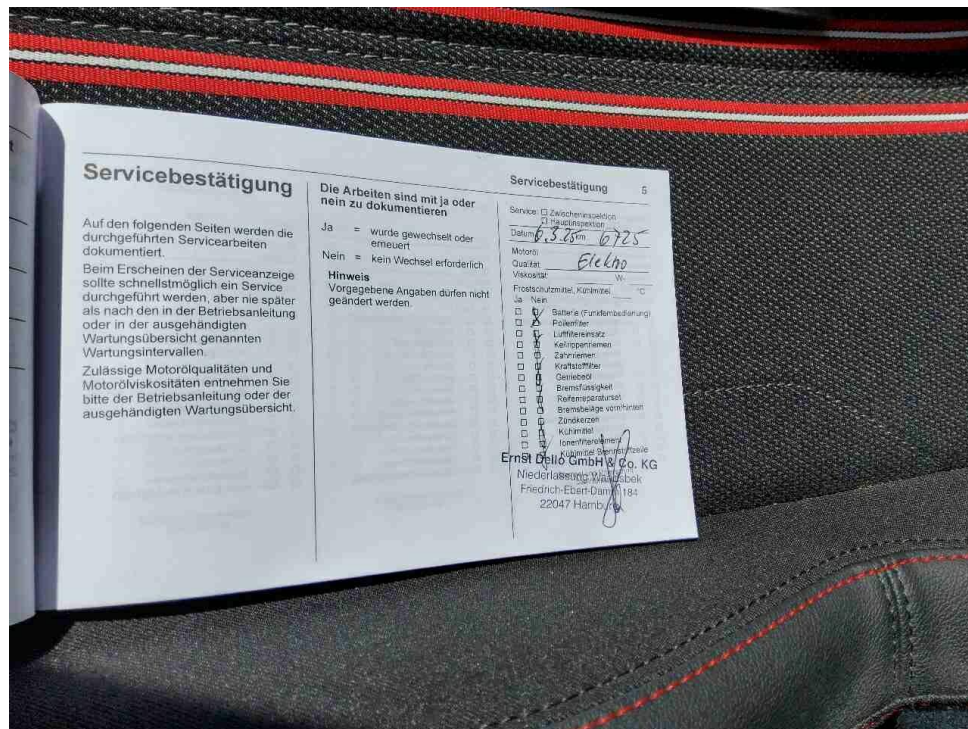 Servicebestätigung
Auf den folgenden Seiten werden die
durchgeführten Servicearbeiten
dokumentiert.
Beim Erscheinen der Serviceanzeige
sollte schnellstmöglich ein Service
durchgeführt werden, aber nie später
als nach den in der Betriebsanleitung
oder in der ausgehändigten
Wartungsübersicht genannten
Wartungsintervallen.
Zulässige Motorölqualitäten und
Motorölviskositäten entnehmen Sie
bitte der Betriebsanleitung oder der
ausgehändigten Wartungsübersicht.
Die Arbeiten sind mit ja oder
nein zu dokumentieren
Ja = wurde gewechselt oder
erneuert
Nein = kein Wechsel erforderlich
Hinweis
Vorgegebene Angaben dürfen nicht
geändert werden.
Servicebestätigung 5
Service: Zwischeninspektion
Hauptinspektion
Datum 6.3.25 km 6725
Motoröl
Qualität: Elektro
Viskosität: W-
Frostschutzmittel, Kühlmittel °C
Ja Nein
Batterie (Funkfernbedienung)
Pollenfilter
Luftfiltereinsatz
Keilrippenriemen
Zahnriemen
Kraftstofffilter
Getriebeöl
Bremsflüssigkeit
Reifenreparaturset
Bremsbeläge vorn/hinten
Zündkerzen
Kühlmittel
Ionenfilterelement
Kühlmittel Brennstoffzelle
Ernst Dello GmbH & Co. KG
Niederlassung Wandsbek
Friedrich-Ebert-Damm 184
22047 Hamburg